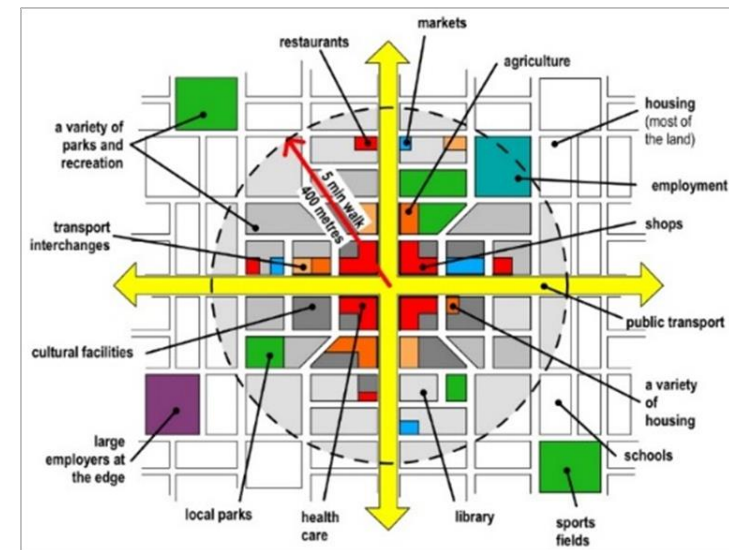 markets
restaurants
agriculture
housing
(most of
the land)
a variety of
parks and
recreation
5 min walk
400 metres
employment
transport
interchanges
shops
public transport
cultural facilities
a variety
of
housing
large
employers at
the edge
schools
local parks
health
care
library
sports
fields